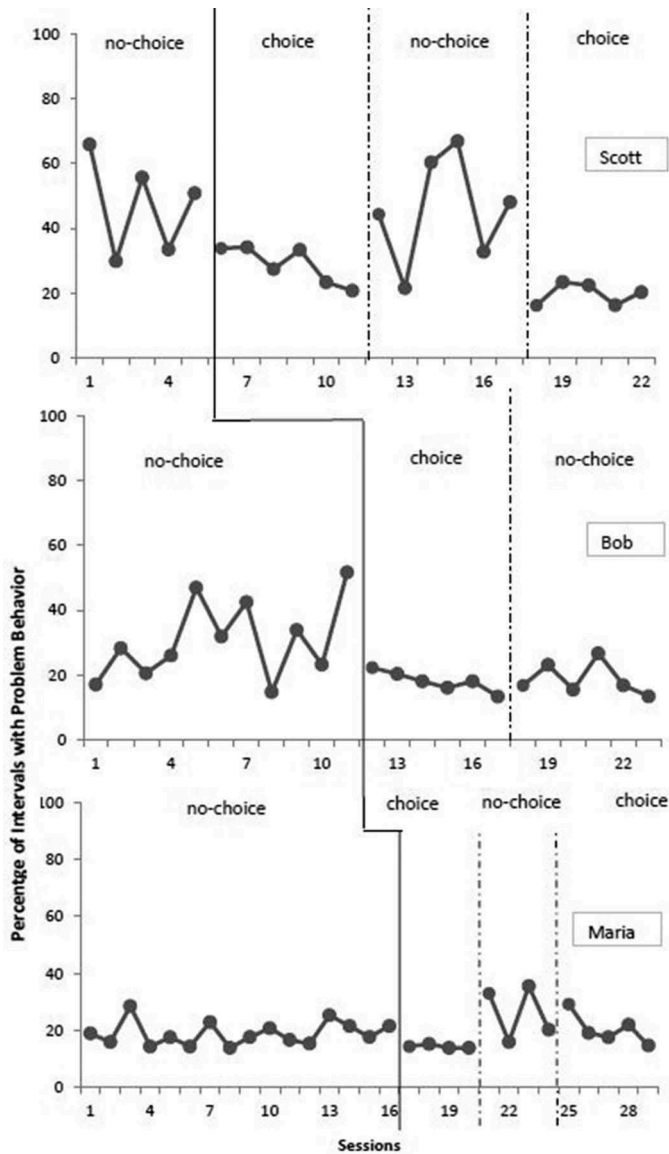 Percentge of Intervals with Problem Behavior
100
80
60
40
20
0
no-choice choice no-choice choice
Scott
1 4 7 10 13 16 19 22
100
80
60
40
20
0
no-choice choice no-choice
Bob
1 4 7 10 13 16 19 22
100
80
60
40
20
0
no-choice choice no-choice choice
Maria
1 4 7 10 13 16 19 22 25 28
Sessions